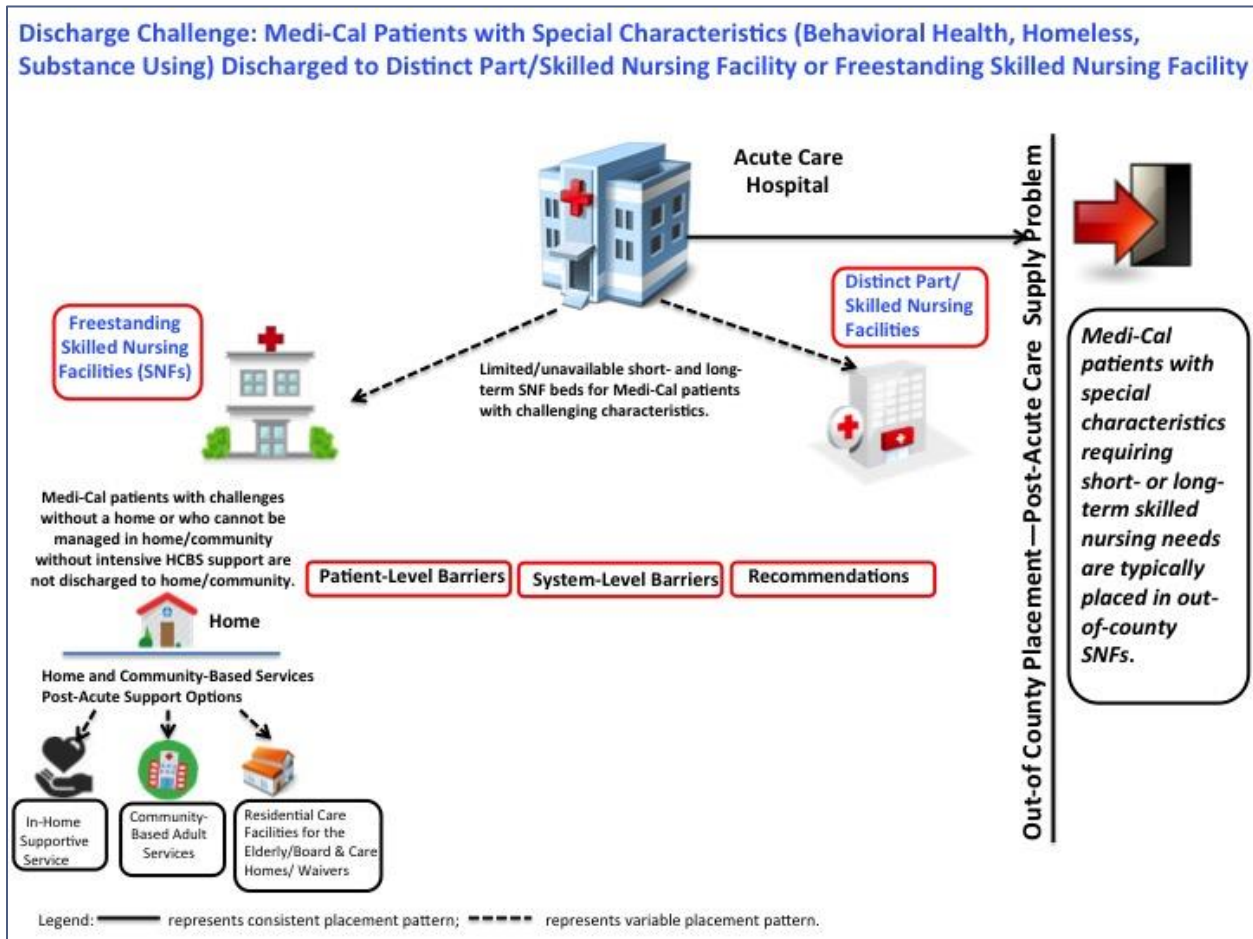 Discharge Challenge: Medi-Cal Patients with Special Characteristics (Behavioral Health, Homeless,
Substance Using) Discharged to Distinct Part/Skilled Nursing Facility or Freestanding Skilled Nursing Facility
Acute Care
Hospital
Freestanding
Skilled Nursing
Facilities (SNFs)
Limited/unavailable short- and long-
term SNF beds for Medi-Cal patients
with challenging characteristics.
Distinct Part/
Skilled Nursing
Facilities
Out-of County Placement—Post-Acute Care Supply Problem
Medi-Cal
patients with
special
characteristics
requiring
short- or long-
term skilled
nursing needs
are typically
placed in out-
of-county
SNFs.
Medi-Cal patients with challenges
without a home or who cannot be
managed in home/community
without intensive HCBS support are
not discharged to home/community.
Patient-Level Barriers
System-Level Barriers
Recommendations
Home
Home and Community-Based Services
Post-Acute Support Options
In-Home
Supportive
Service
Community-
Based Adult
Services
Residential Care
Facilities for the
Elderly/Board & Care
Homes/ Waivers
Legend: represents consistent placement pattern; represents variable placement pattern.